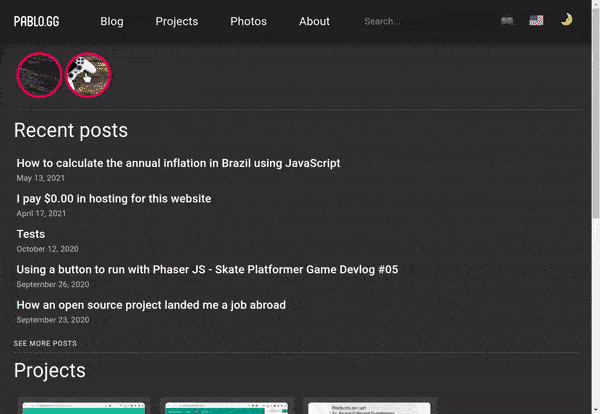 PABLO.GG Blog Projects Photos About Search...
Recent posts
How to calculate the annual inflation in Brazil using JavaScript
May 13, 2021
I pay $0.00 in hosting for this website
April 17, 2021
Tests
October 12, 2020
Using a button to run with Phaser JS - Skate Platformer Game Devlog #05
September 26, 2020
How an open source project landed me a job abroad
September 23, 2020
SEE MORE POSTS
Projects